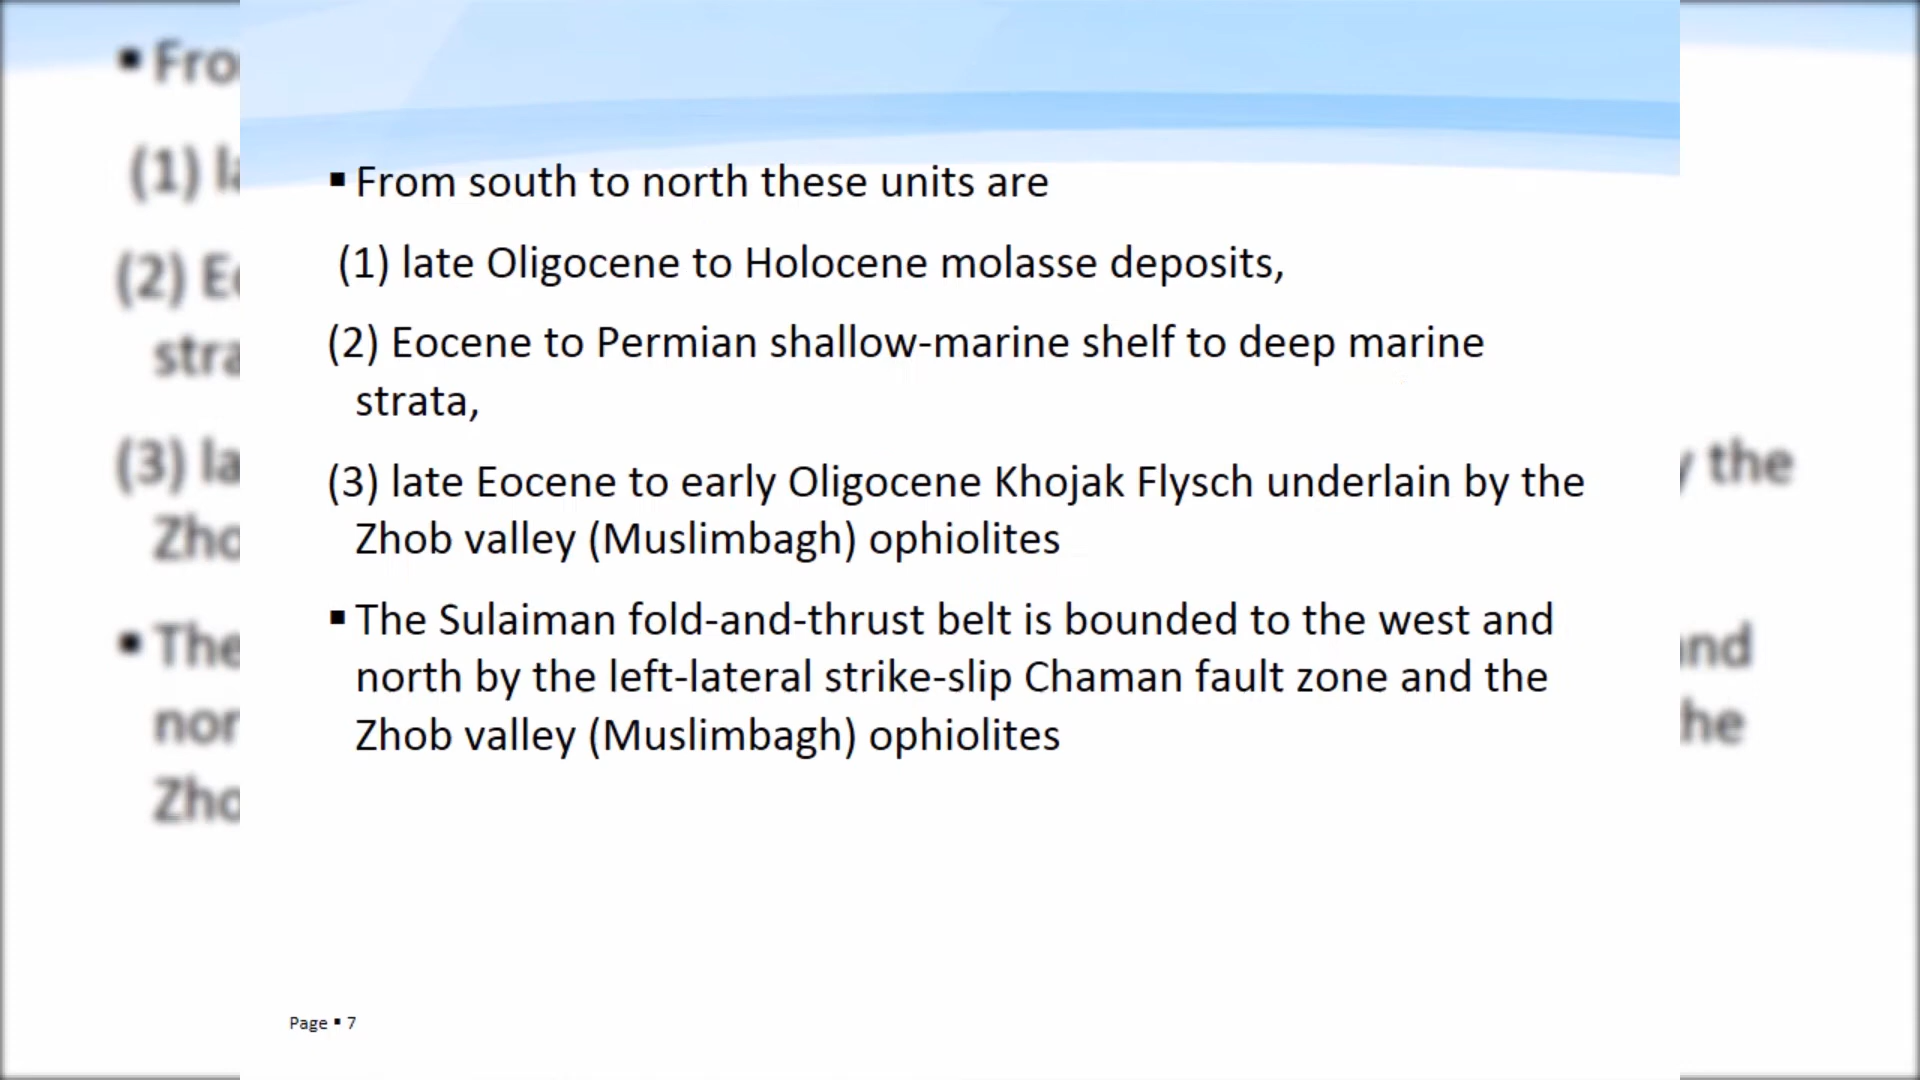 ▪ From south to north these units are
(1) late Oligocene to Holocene molasse deposits,
(2) Eocene to Permian shallow-marine shelf to deep marine
strata,
(3) late Eocene to early Oligocene Khojak Flysch underlain by the
Zhob valley (Muslimbagh) ophiolites
▪ The Sulaiman fold-and-thrust belt is bounded to the west and
north by the left-lateral strike-slip Chaman fault zone and the
Zhob valley (Muslimbagh) ophiolites
Page ▪ 7